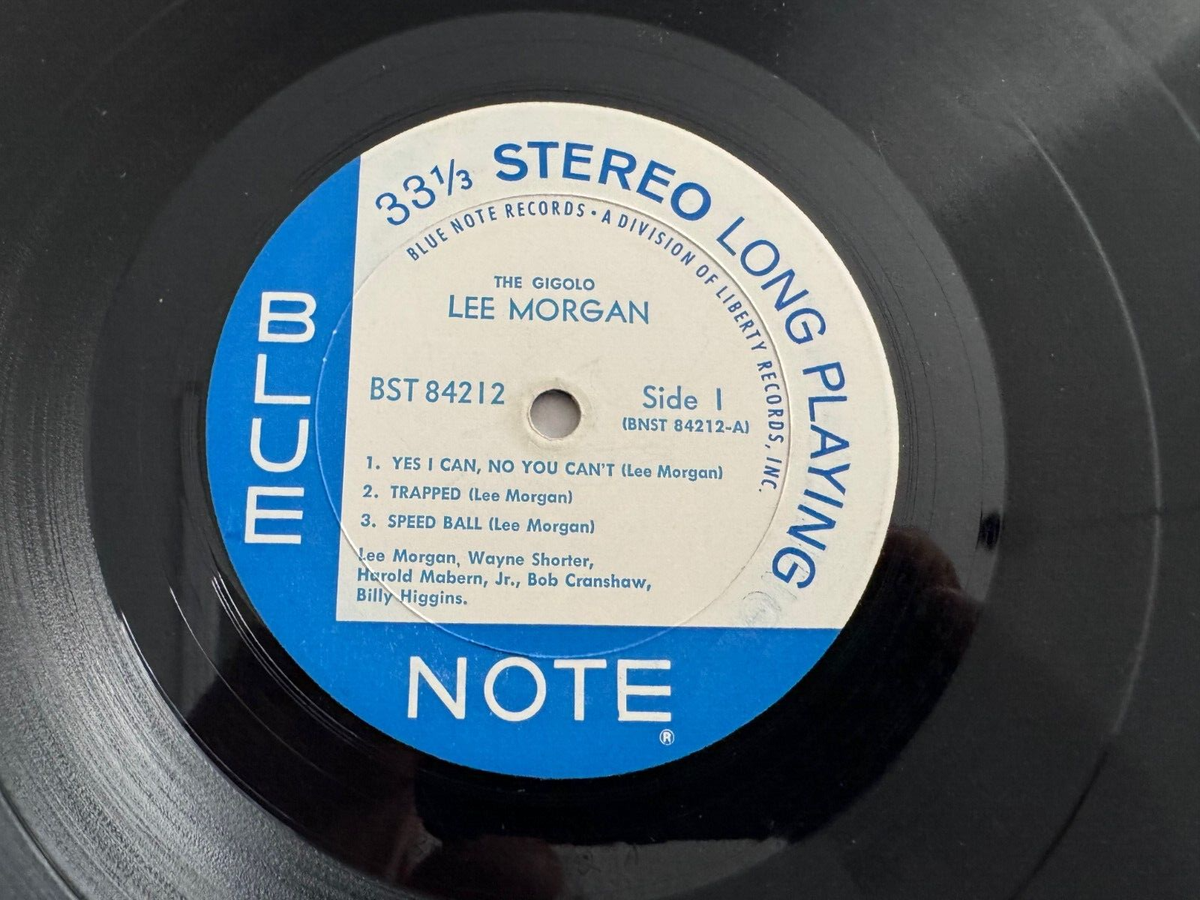 33⅓ STEREO LONG PLAYING
BLUE NOTE RECORDS • A DIVISION OF LIBERTY RECORDS, INC.
THE GIGOLO
LEE MORGAN
BST 84212
Side 1
(BNST 84212-A)
1. YES I CAN, NO YOU CAN'T (Lee Morgan)
2. TRAPPED (Lee Morgan)
3. SPEED BALL (Lee Morgan)
Lee Morgan, Wayne Shorter,
Harold Mabern, Jr., Bob Cranshaw,
Billy Higgins.
BLUE
NOTE
®